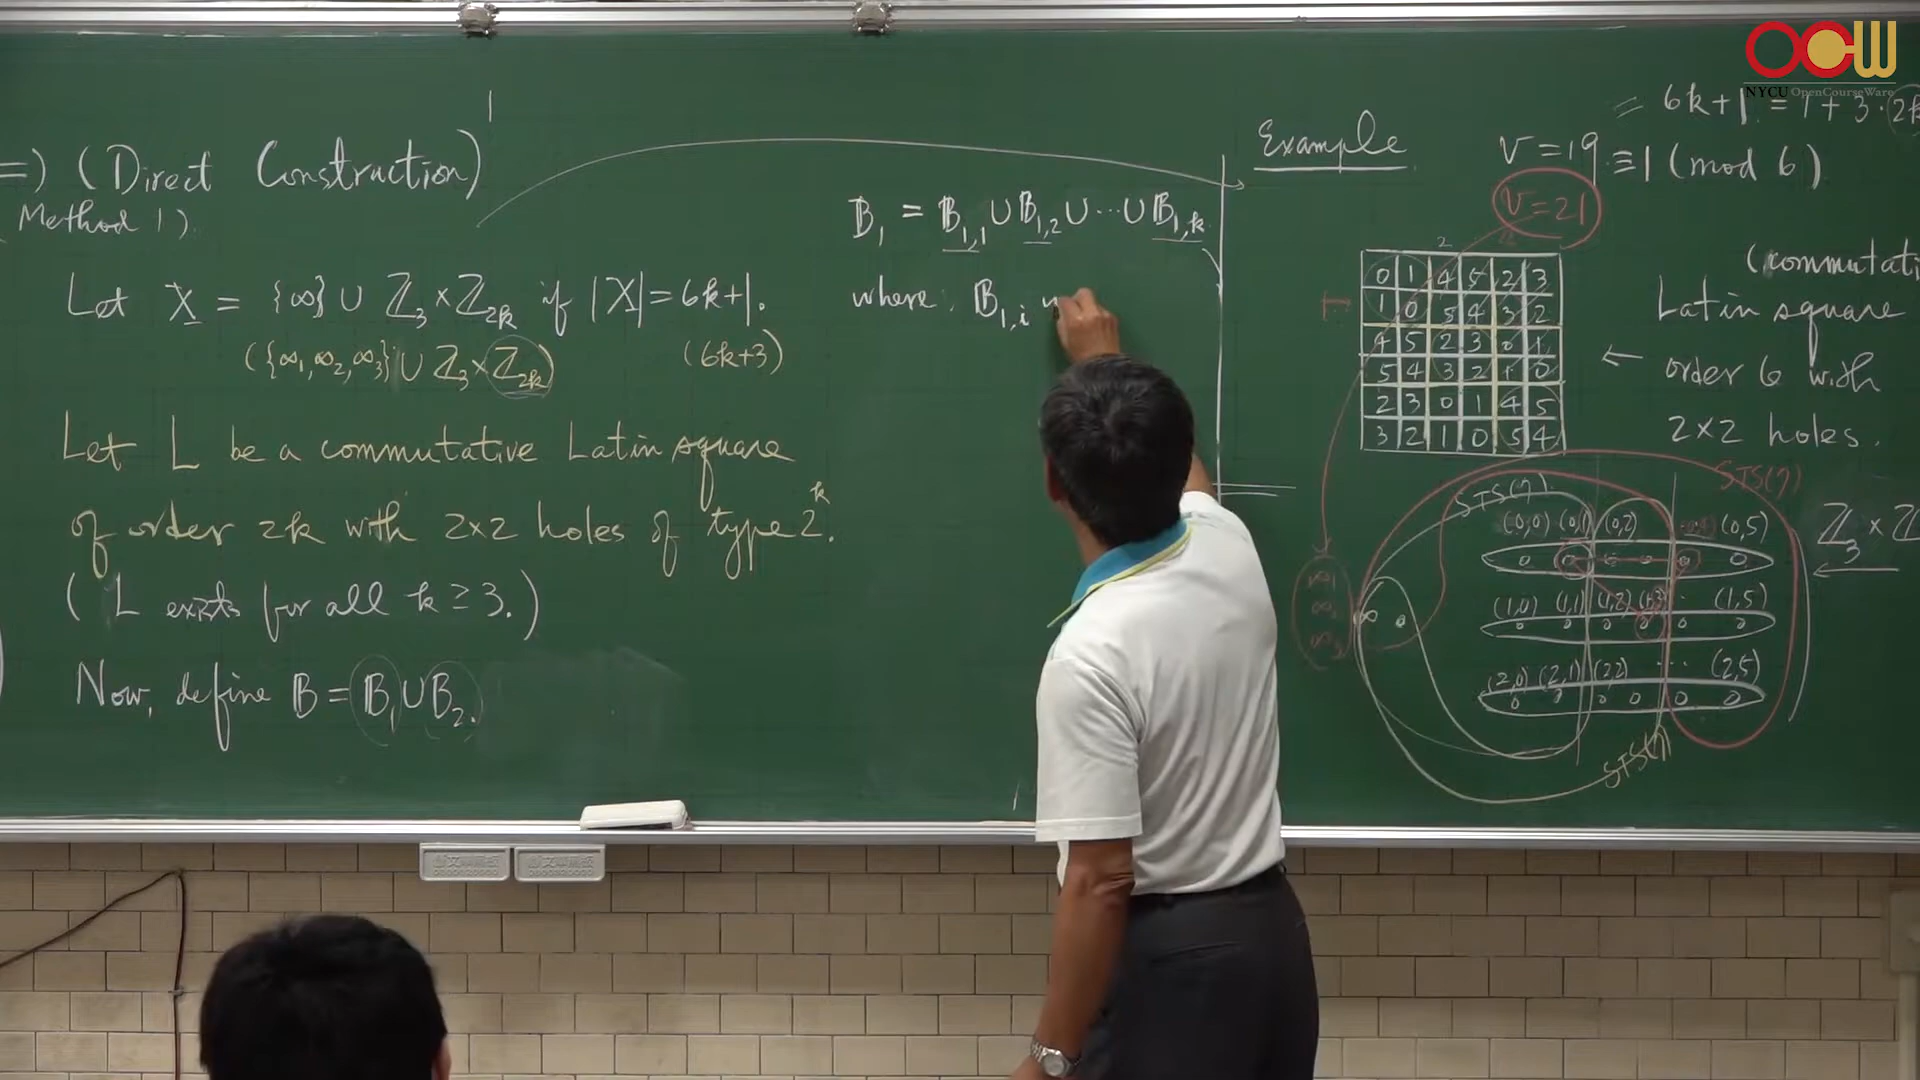 =) (Direct Construction)
Method 1).
Let X = {∞} ∪ ℤ₃ × ℤ₂ₖ if |X| = 6k+1.
({∞₁, ∞₂, ∞₃} ∪ ℤ₃ × ℤ₂ₖ) (6k+3)
Let L be a commutative Latin square
of order 2k with 2×2 holes of type 2ᵏ.
(L exists for all k ≥ 3.)
Now, define 𝔹 = 𝔹₁ ∪ 𝔹₂.
𝔹₁ = 𝔹₁,₁ ∪ 𝔹₁,₂ ∪ ⋯ ∪ 𝔹₁,ₖ
where, 𝔹₁,ᵢ
Example
= 6k+1 = 1+3·2k
V = 19 ≡ 1 (mod 6)
V = 21
0 1 4 5 2 3
1 0 5 4 3 2
4 5 2 3 0 1
5 4 3 2 1 0
2 3 0 1 4 5
3 2 1 0 5 4
(commutati
Latin square
← order 6 with
2×2 holes.
STS(7) STS(7)
(0,0) (0,1) (0,2) (0,5)
ℤ₃ × ℤ
(1,0) (1,1) (1,2) (1,3) ·· (1,5)
(2,0) (2,1) (2,2) ··· (2,5)
∞
STS(7)
OCW
NYCU OpenCourseWare